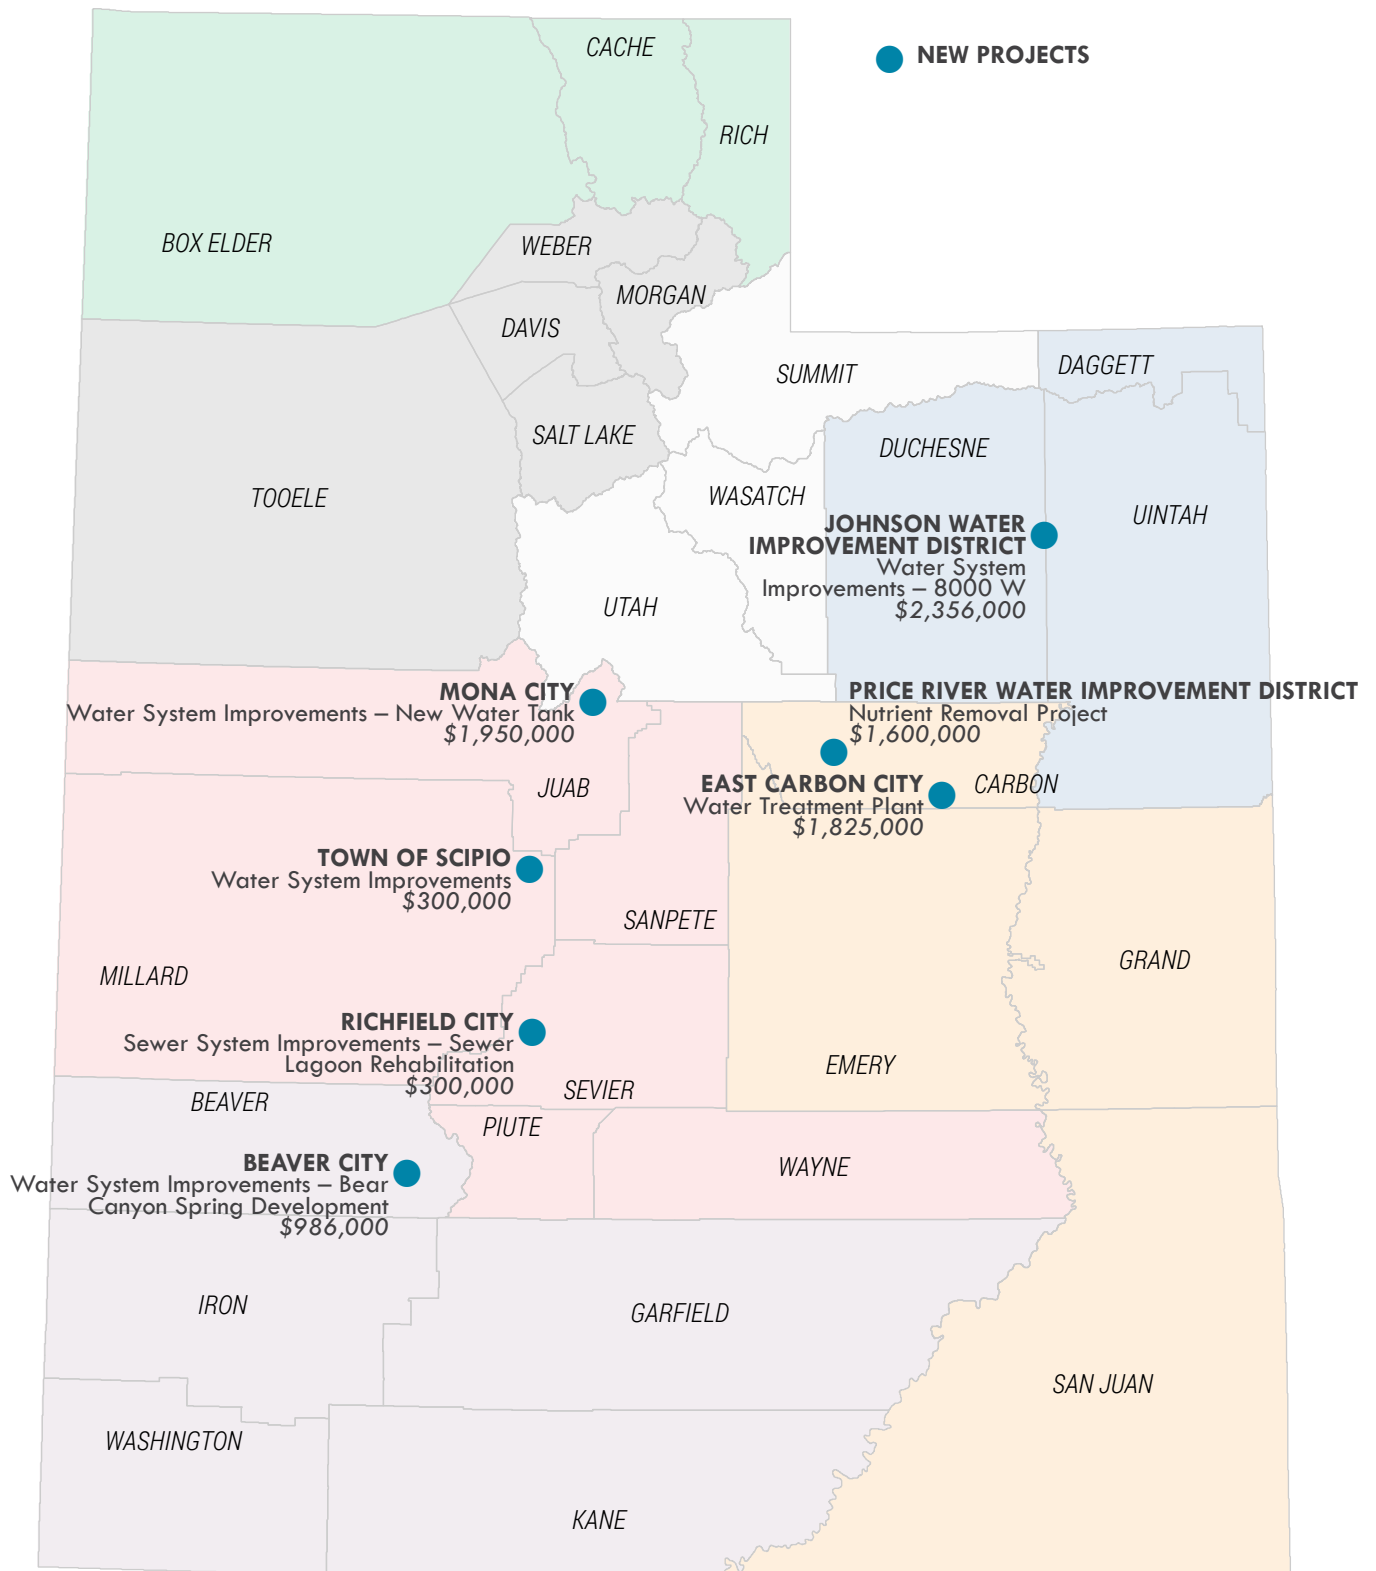 CACHE
NEW PROJECTS
RICH
BOX ELDER
WEBER
MORGAN
DAVIS
SUMMIT
DAGGETT
SALT LAKE
DUCHESNE
TOOELE
WASATCH
UINTAH
JOHNSON WATER
IMPROVEMENT DISTRICT
Water System
Improvements – 8000 W
$2,356,000
UTAH
MONA CITY
Water System Improvements – New Water Tank
$1,950,000
PRICE RIVER WATER IMPROVEMENT DISTRICT
Nutrient Removal Project
$1,600,000
JUAB
EAST CARBON CITY
Water Treatment Plant
$1,825,000
CARBON
TOWN OF SCIPIO
Water System Improvements
$300,000
SANPETE
MILLARD
GRAND
RICHFIELD CITY
Sewer System Improvements – Sewer
Lagoon Rehabilitation
$300,000
SEVIER
EMERY
BEAVER
PIUTE
WAYNE
BEAVER CITY
Water System Improvements – Bear
Canyon Spring Development
$986,000
IRON
GARFIELD
SAN JUAN
WASHINGTON
KANE